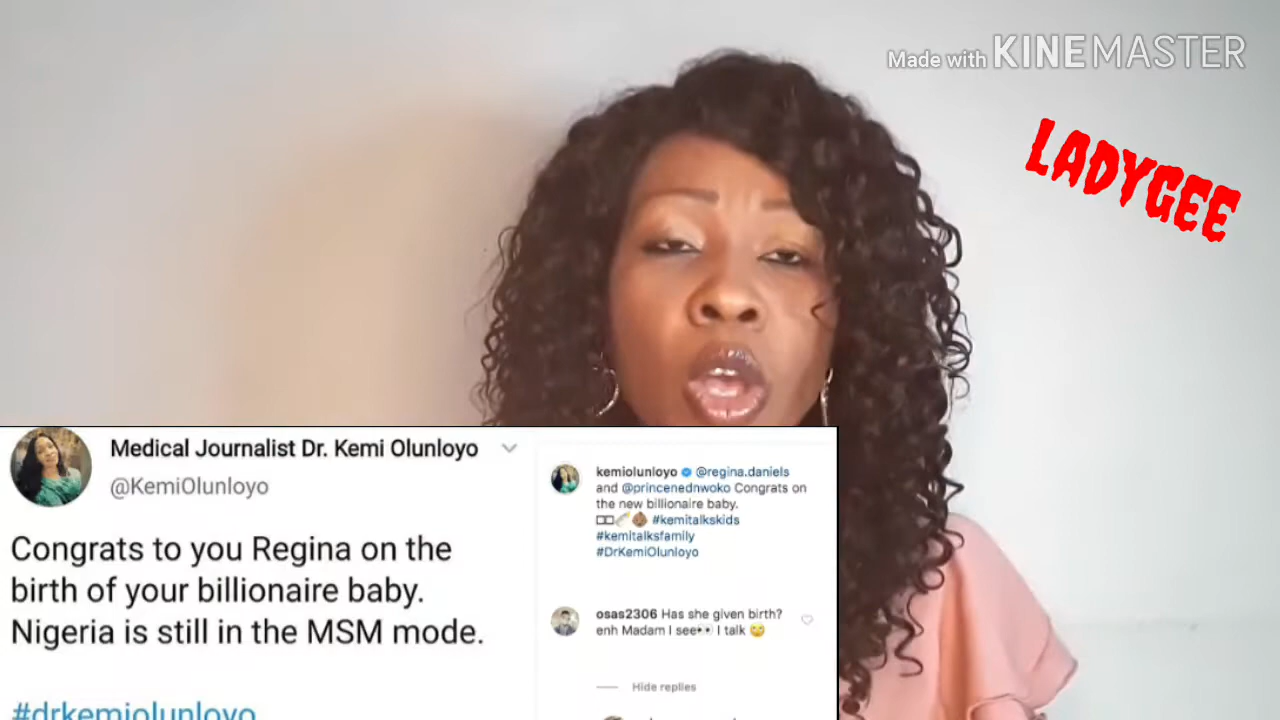 Made with KINEMASTER
LADYGEE
Medical Journalist Dr. Kemi Olunloyo
@KemiOlunloyo
Congrats to you Regina on the
birth of your billionaire baby.
Nigeria is still in the MSM mode.
#drkemiolunloyo
kemiolunloyo @regina.daniels
and @princenednwoko Congrats on
the new billionaire baby.
🍼👶🏾 #kemitalkskids
#kemitalksfamily
#DrKemiOlunloyo
osas2306 Has she given birth?
enh Madam I see👀 I talk 🙄
Hide replies